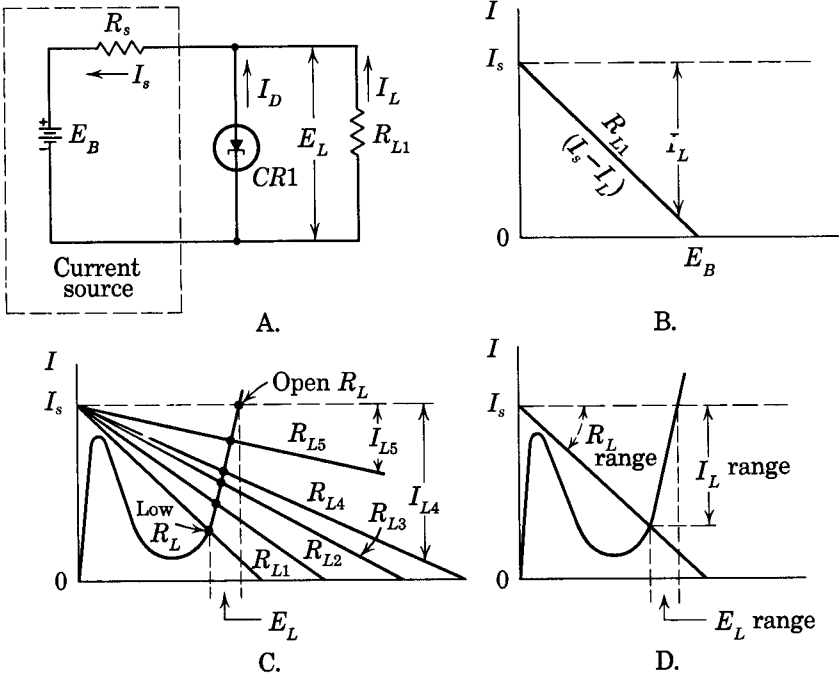 R_s
I_s
I_D
I_L
E_B
E_L
R_L1
CR1
Current
source
A.
I
I_s
R_L1
(I_s–I_L)
I_L
0
E_B
B.
I
Open R_L
I_s
R_L5
I_L5
R_L4
I_L4
Low
R_L
R_L3
R_L1
R_L2
0
E_L
C.
I
I_s
R_L
range
I_L range
0
E_L range
D.